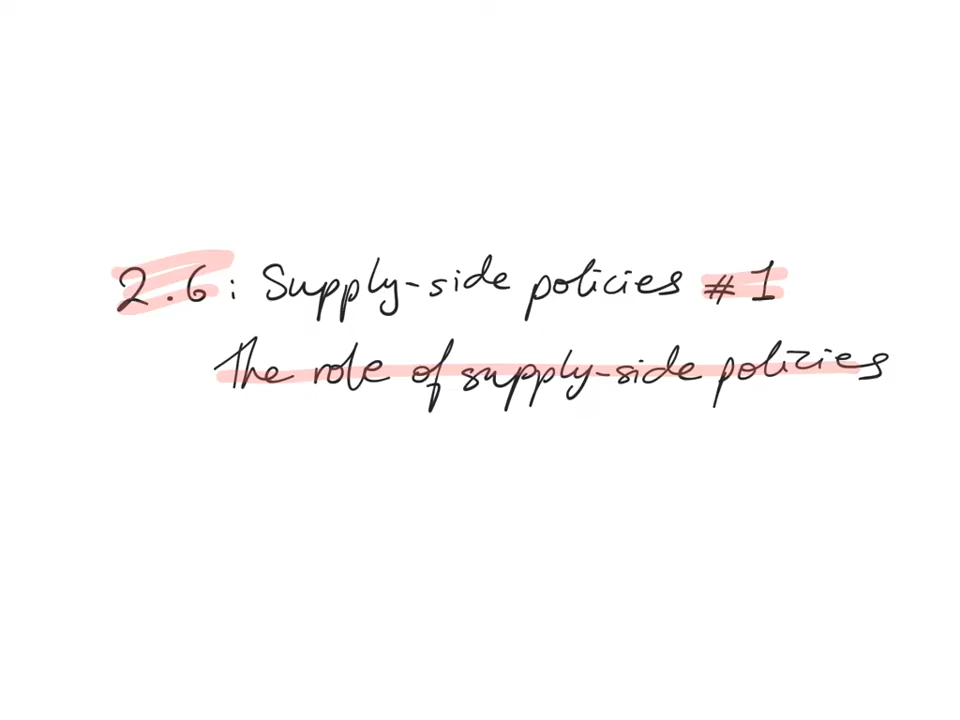 2.6: Supply-side policies #1
the role of supply-side policies